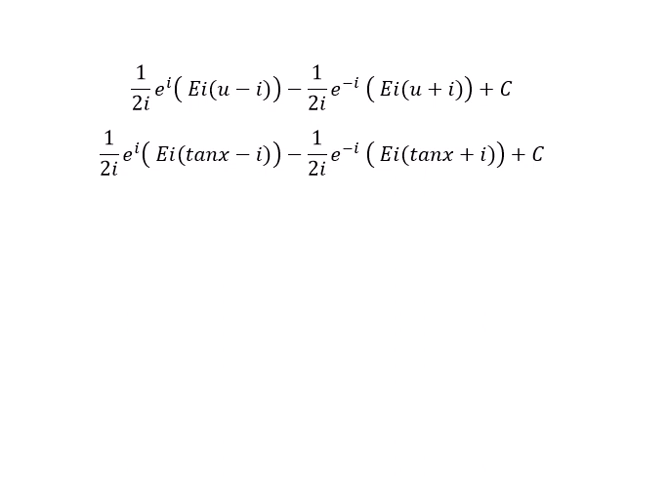 1/2i e^i( Ei(u − i)) − 1/2i e^−i ( Ei(u + i)) + C
1/2i e^i( Ei(tanx − i)) − 1/2i e^−i ( Ei(tanx + i)) + C